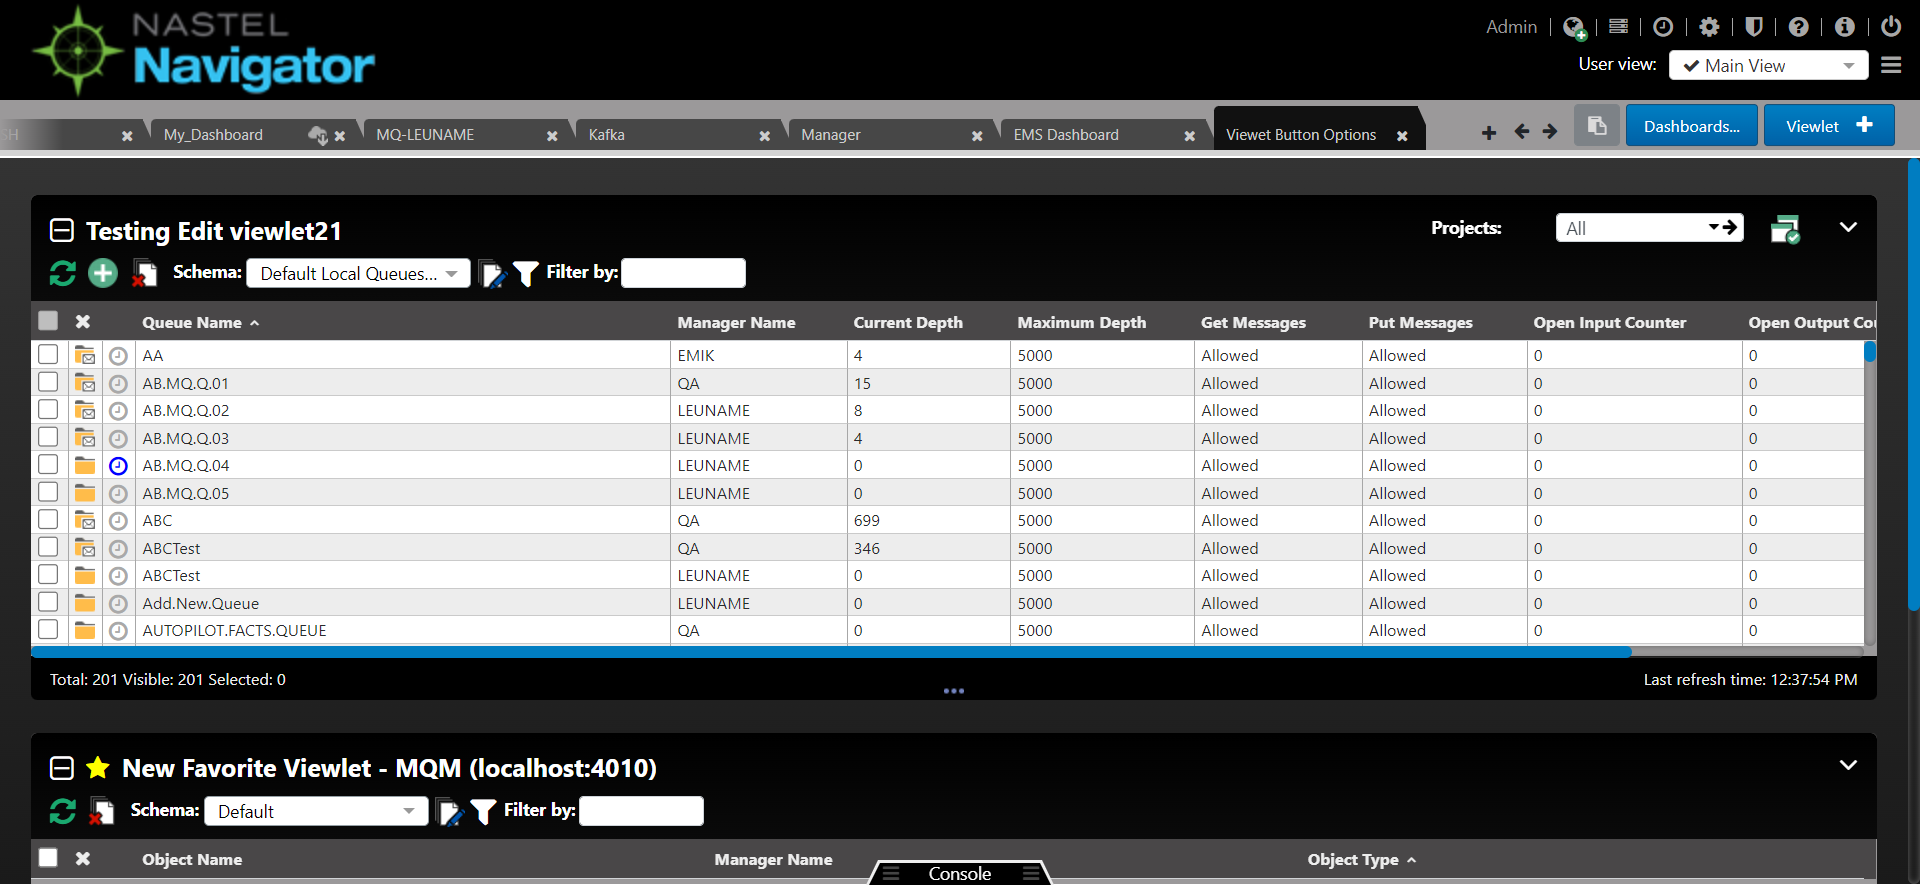 NASTEL
Navigator
Admin
User view: Main View
SH My_Dashboard MQ-LEUNAME Kafka Manager EMS Dashboard Viewet Button Options Dashboards... Viewlet
Testing Edit viewlet21 Projects: All
Schema: Default Local Queues... Filter by:
Queue Name Manager Name Current Depth Maximum Depth Get Messages Put Messages Open Input Counter Open Output Cou
AA EMIK 4 5000 Allowed Allowed 0 0
AB.MQ.Q.01 QA 15 5000 Allowed Allowed 0 0
AB.MQ.Q.02 LEUNAME 8 5000 Allowed Allowed 0 0
AB.MQ.Q.03 LEUNAME 4 5000 Allowed Allowed 0 0
AB.MQ.Q.04 LEUNAME 0 5000 Allowed Allowed 0 0
AB.MQ.Q.05 LEUNAME 0 5000 Allowed Allowed 0 0
ABC QA 699 5000 Allowed Allowed 0 0
ABCTest QA 346 5000 Allowed Allowed 0 0
ABCTest LEUNAME 0 5000 Allowed Allowed 0 0
Add.New.Queue LEUNAME 0 5000 Allowed Allowed 0 0
AUTOPILOT.FACTS.QUEUE QA 0 5000 Allowed Allowed 0 0
Total: 201 Visible: 201 Selected: 0 Last refresh time: 12:37:54 PM
New Favorite Viewlet - MQM (localhost:4010)
Schema: Default Filter by:
Object Name Manager Name Object Type
Console